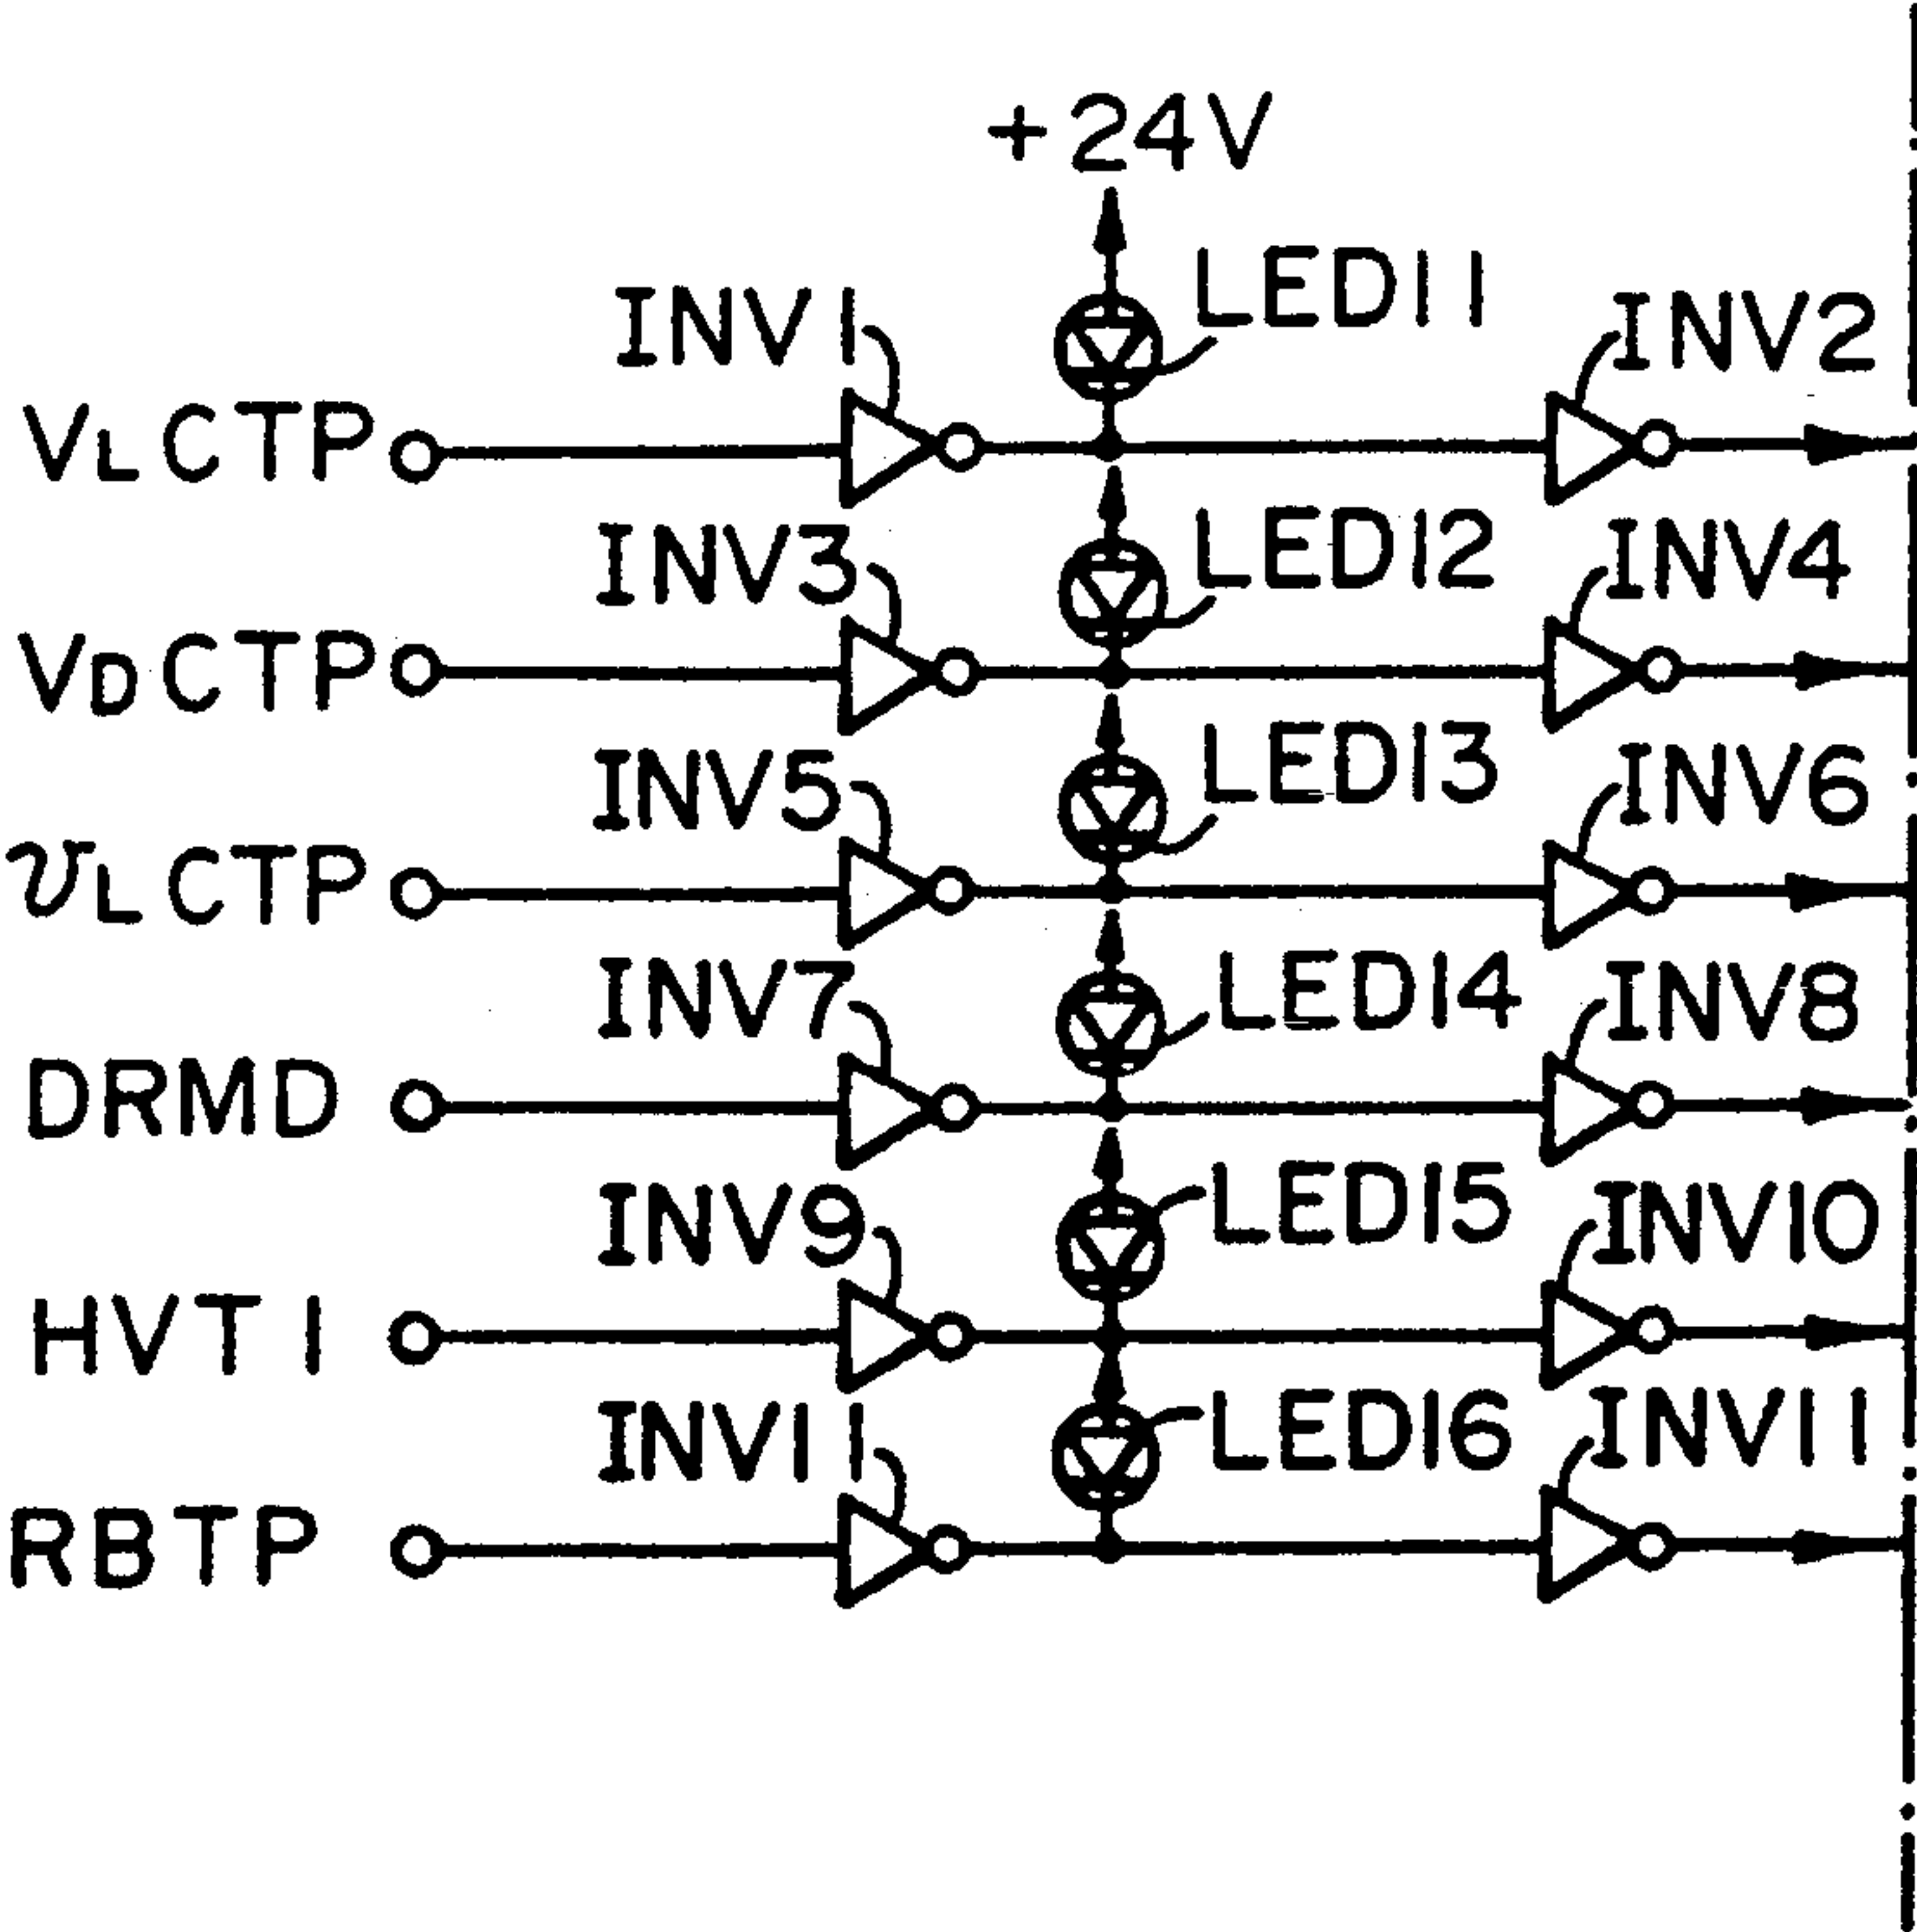 +24V
INV1 LED11 INV2
VLCTP
INV3 LED12 INV4
VDCTP
INV5 LED13 INV6
vLCTP
INV7 LED14 INV8
DRMD
INV9 LED15 INV10
HVT1
INV11 LED16 INV11
RBTP